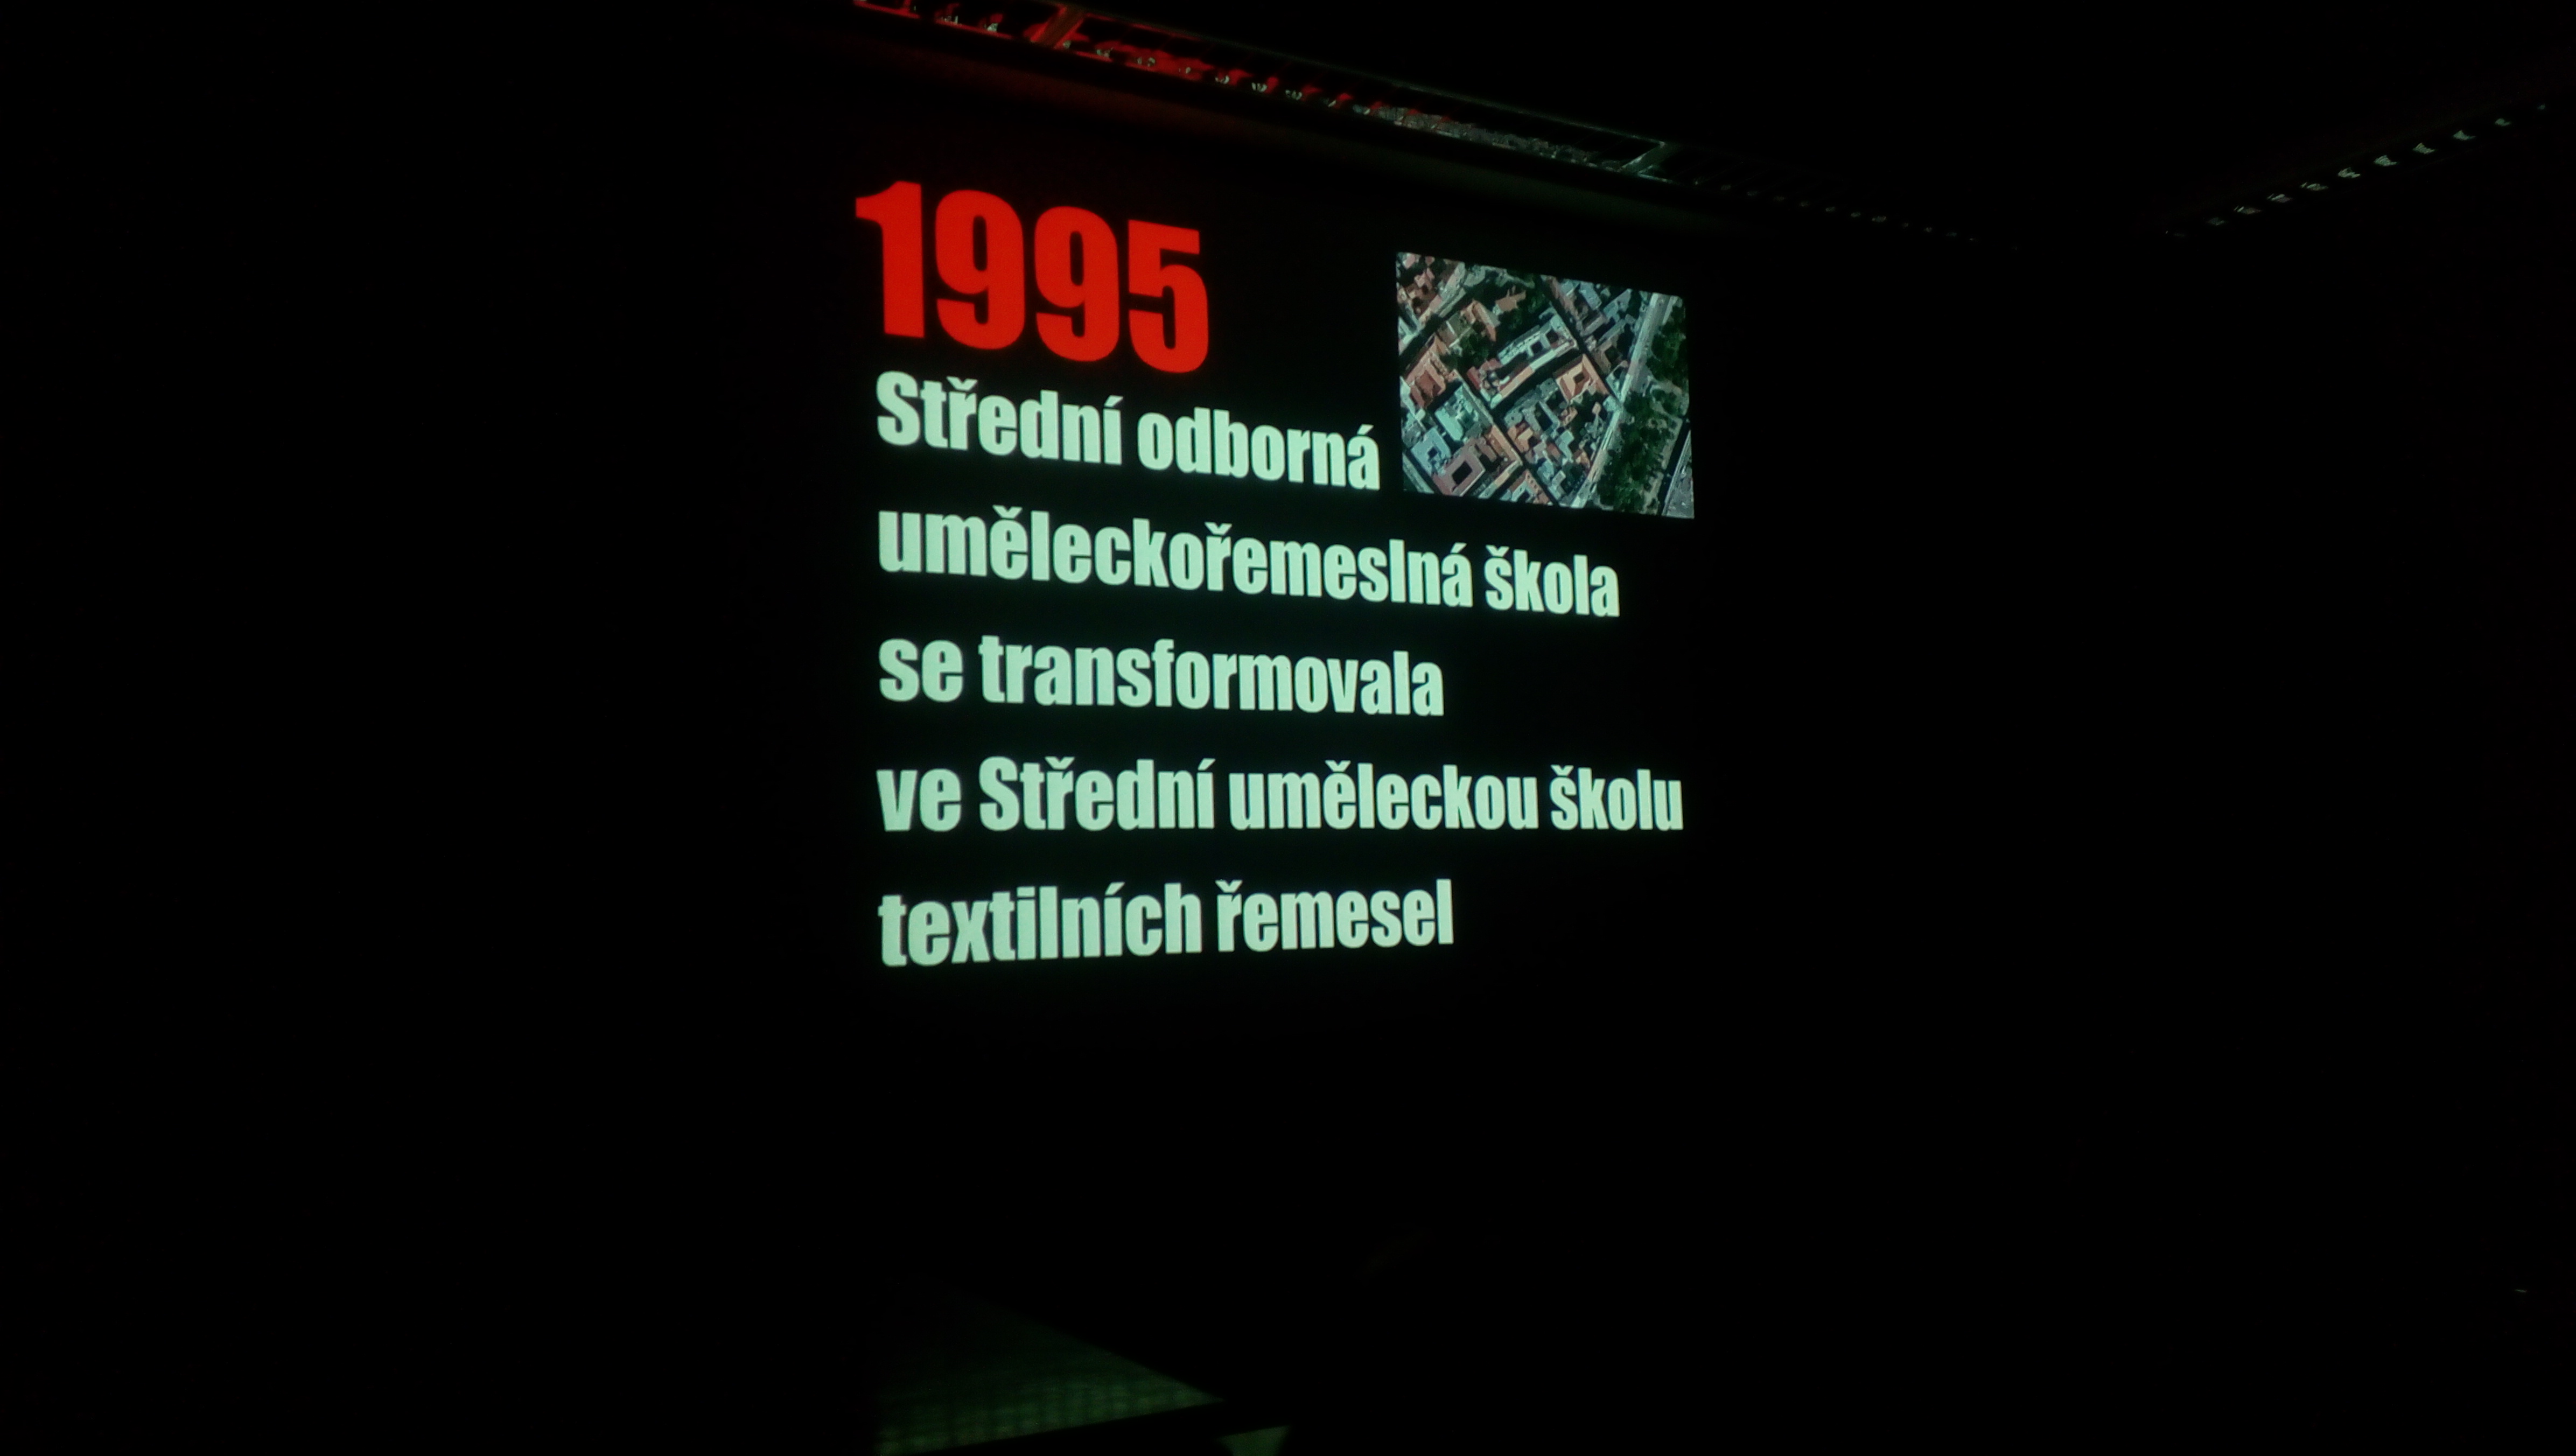 1995
Střední odborná
uměleckořemeslná škola
se transformovala
ve Střední uměleckou školu
textilních řemesel